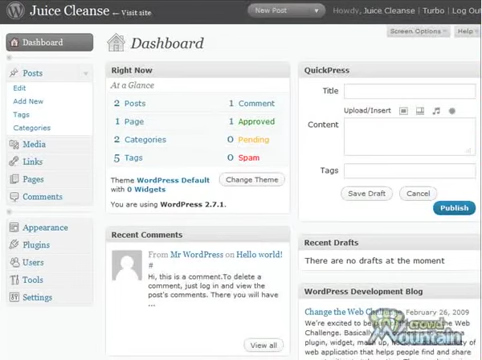 Juice Cleanse ← Visit site
New Post
Howdy, Juice Cleanse | Turbo | Log Out
Screen Options
Help
Dashboard
Posts
Edit
Add New
Tags
Categories
Media
Links
Pages
Comments
Appearance
Plugins
Users
Tools
Settings
Dashboard
Right Now
At a Glance
2 Posts 1 Comment
1 Page 1 Approved
2 Categories 0 Pending
5 Tags 0 Spam
Theme WordPress Default
with 0 Widgets
Change Theme
You are using WordPress 2.7.1.
Recent Comments
From Mr WordPress on Hello world!
#
Hi, this is a comment.To delete a
comment, just log in and view the
post's comments. There you will have
...
View all
QuickPress
Title
Upload/Insert
Content
Tags
Save Draft
Cancel
Publish
Recent Drafts
There are no drafts at the moment
WordPress Development Blog
Change the Web Challenge February 26, 2009
We're excited to be
Challenge. Basically
plugin, widget, mash up,
web application that helps people find and share
crowd
Mountain